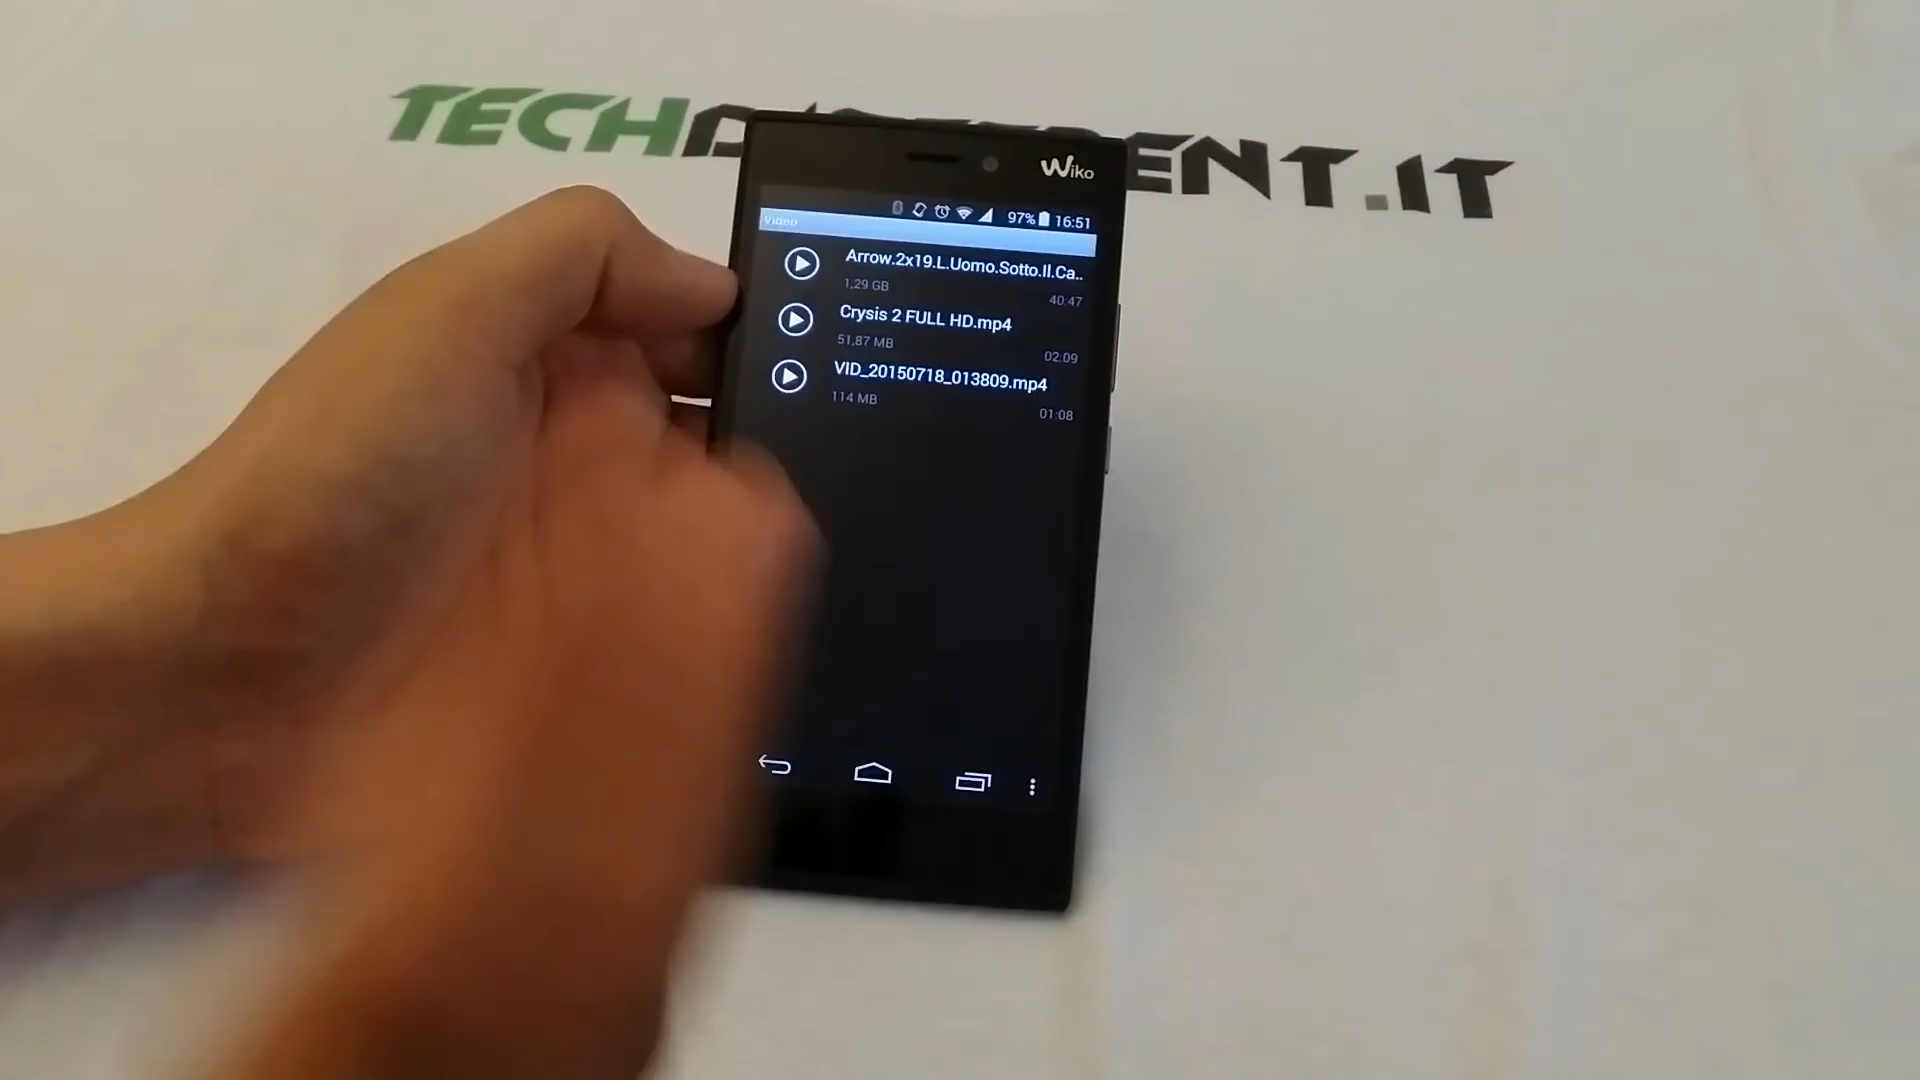 TECHD ENT.IT
Wiko
97% 16:51
Video
Arrow.2x19.L.Uomo.Sotto.Il.Ca..
1,29 GB
40:47
Crysis 2 FULL HD.mp4
51,87 MB
02:09
VID_20150718_013809.mp4
114 MB
01:08